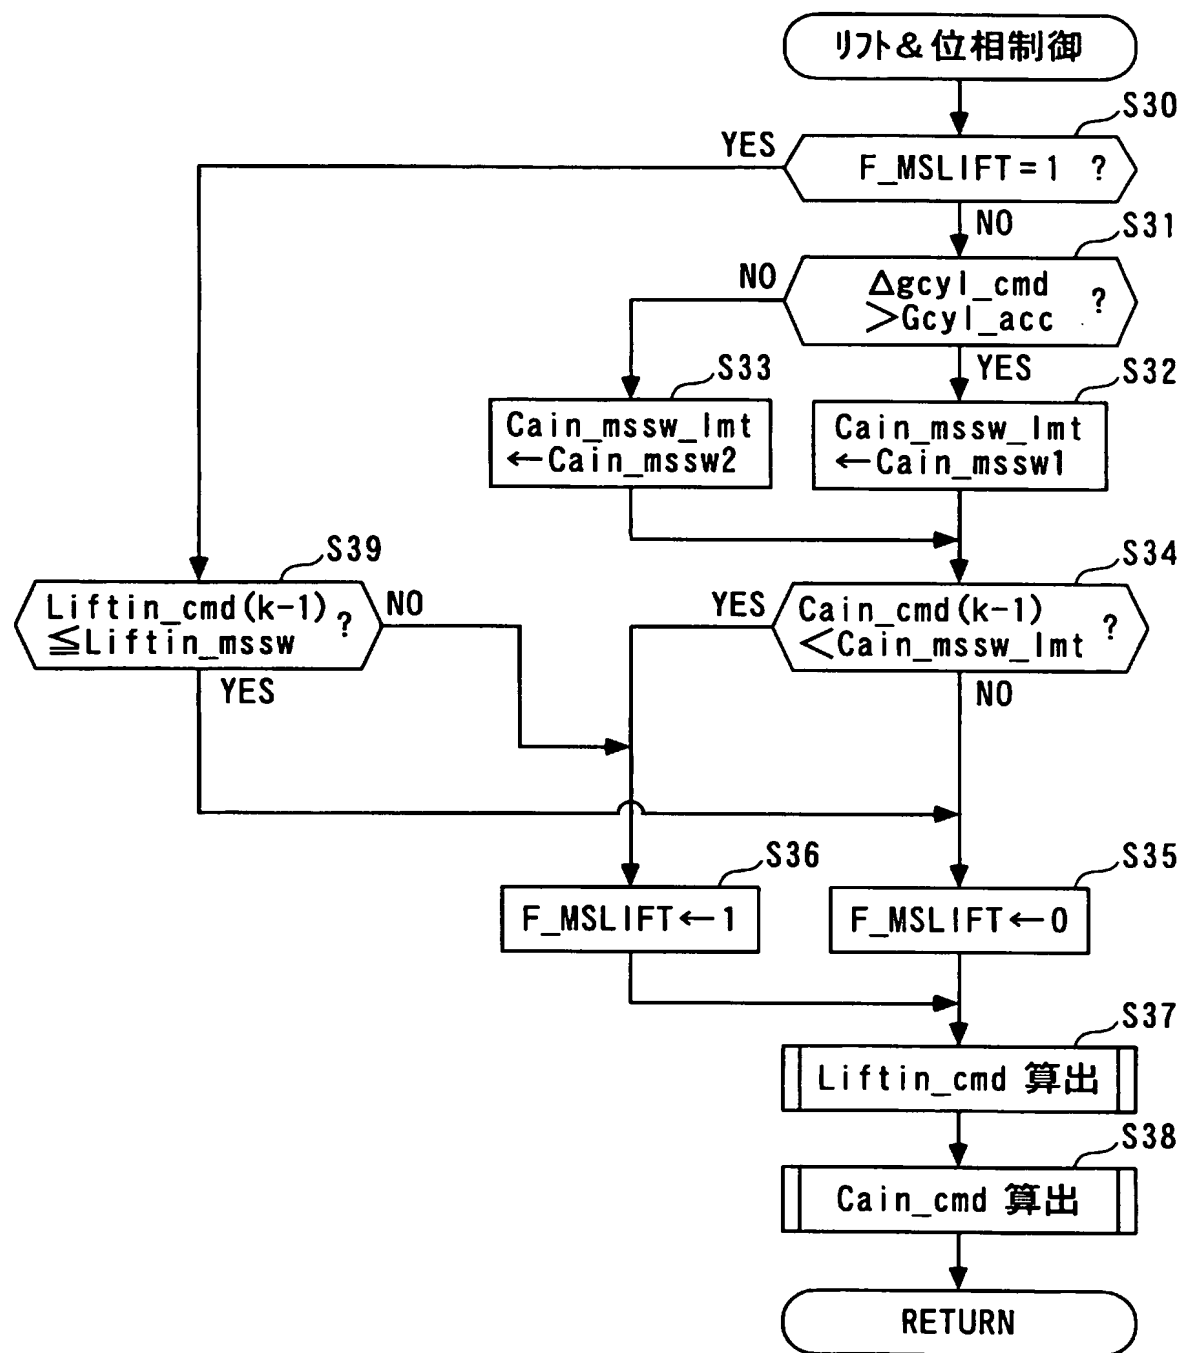 リフト&位相制御
S30
YES
F_MSLIFT=1 ?
NO
S31
NO
Δgcyl_cmd
>Gcyl_acc ?
YES
S33
S32
Cain_mssw_lmt
←Cain_mssw2
Cain_mssw_lmt
←Cain_mssw1
S39
S34
Liftin_cmd(k-1)
≦Liftin_mssw ?
NO
YES
YES
Cain_cmd(k-1)
<Cain_mssw_lmt ?
NO
S36
S35
F_MSLIFT←1
F_MSLIFT←0
S37
Liftin_cmd 算出
S38
Cain_cmd 算出
RETURN